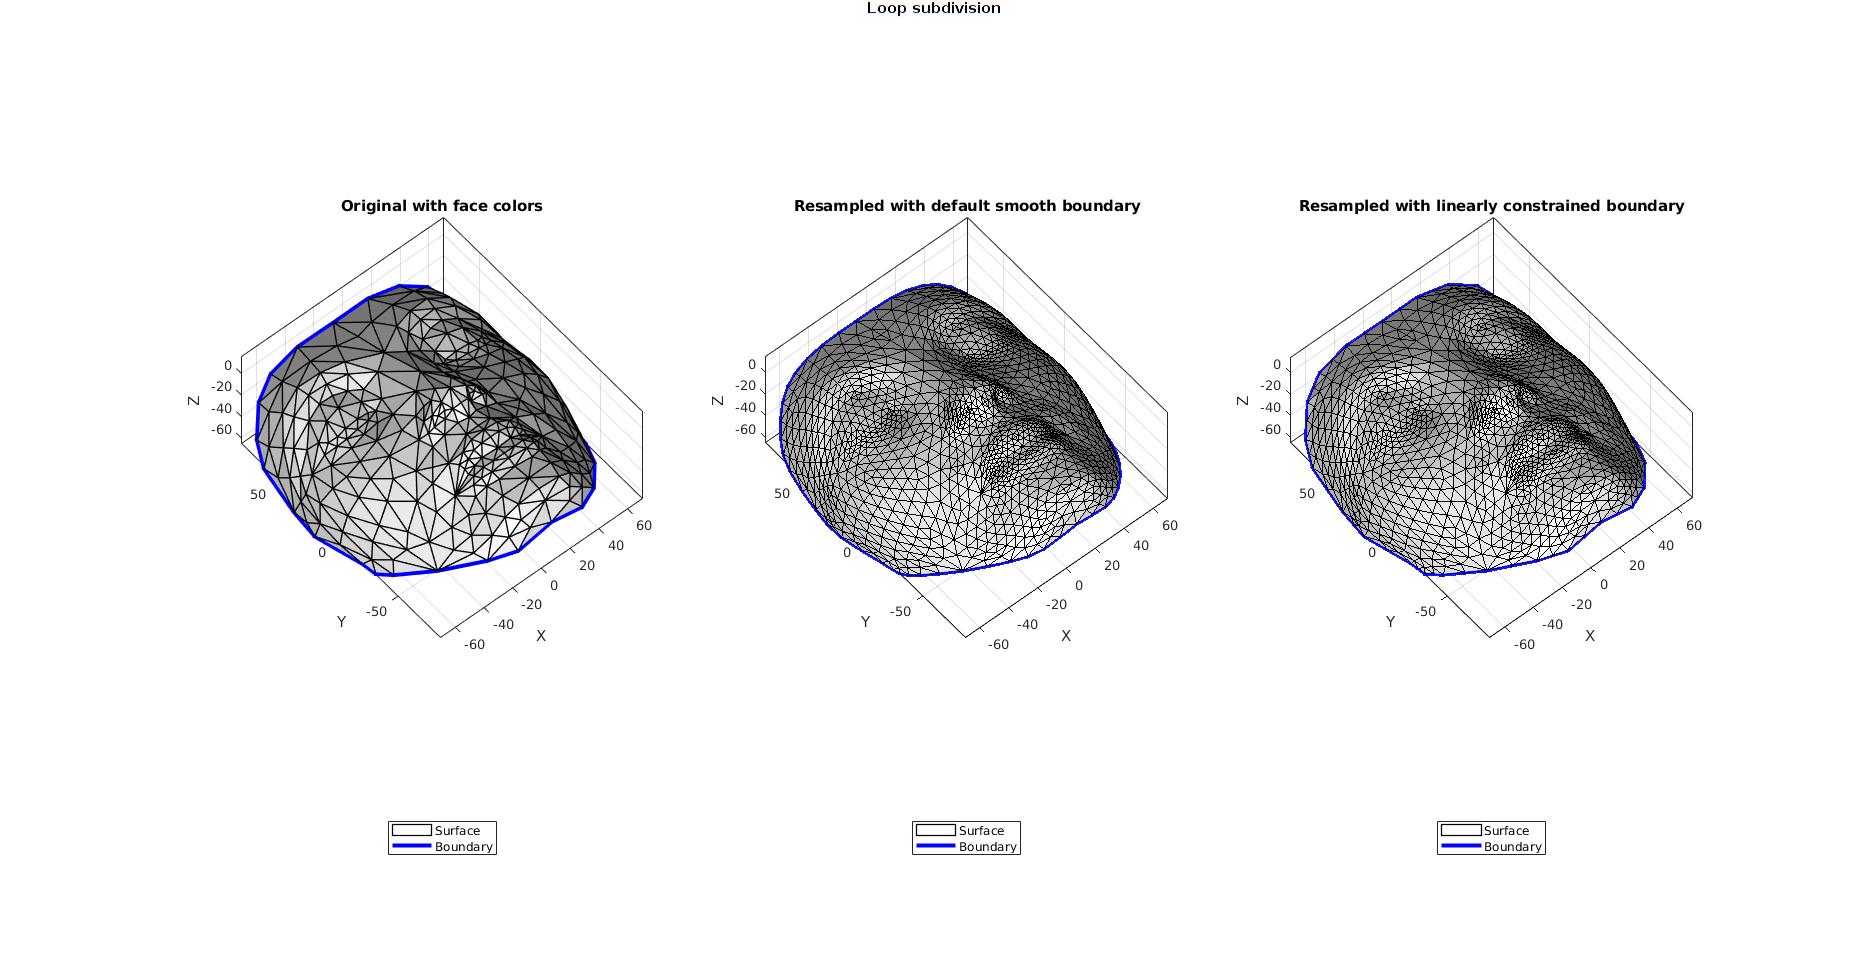 Loop subdivision
Original with face colors
0
-20
-40
-60
Z
50
0
-50
Y
-60
-40
-20
0
20
40
60
X
Surface
Boundary
Resampled with default smooth boundary
0
-20
-40
-60
Z
50
0
-50
Y
-60
-40
-20
0
20
40
60
X
Surface
Boundary
Resampled with linearly constrained boundary
0
-20
-40
-60
Z
50
0
-50
Y
-60
-40
-20
0
20
40
60
X
Surface
Boundary